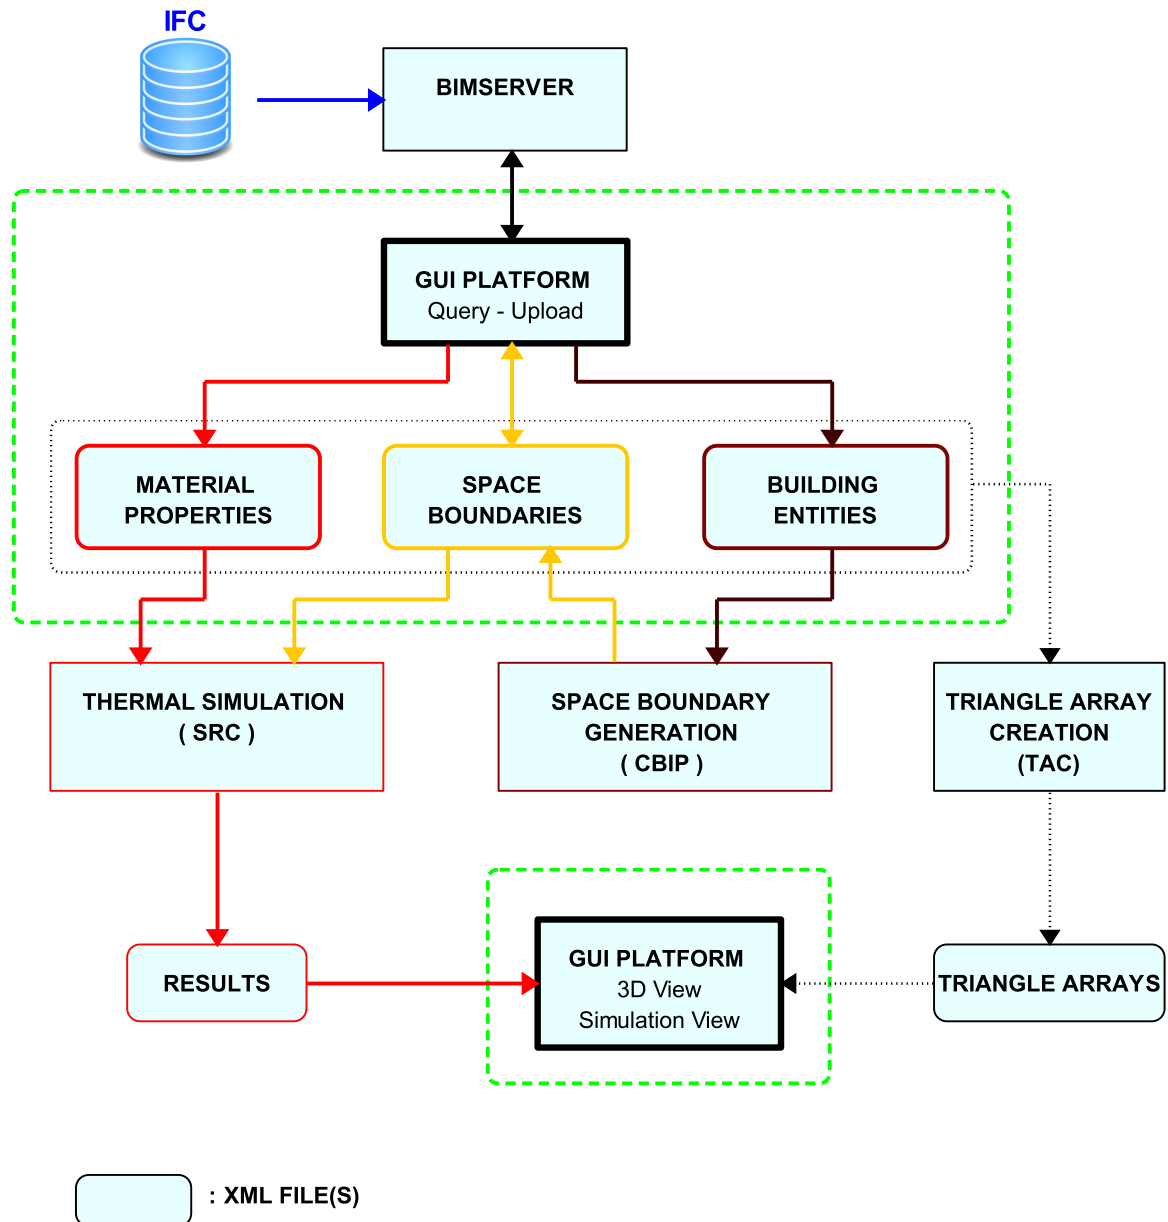 IFC
BIMSERVER
GUI PLATFORM
Query - Upload
MATERIAL
PROPERTIES
SPACE
BOUNDARIES
BUILDING
ENTITIES
THERMAL SIMULATION
( SRC )
SPACE BOUNDARY
GENERATION
( CBIP )
TRIANGLE ARRAY
CREATION
(TAC)
RESULTS
GUI PLATFORM
3D View
Simulation View
TRIANGLE ARRAYS
: XML FILE(S)